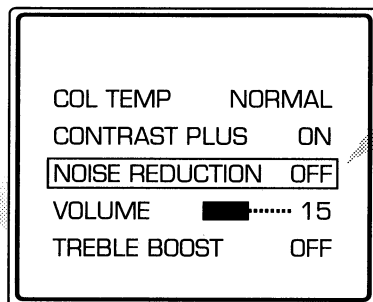 COL TEMP NORMAL
CONTRAST PLUS ON
NOISE REDUCTION OFF
VOLUME 15
TREBLE BOOST OFF